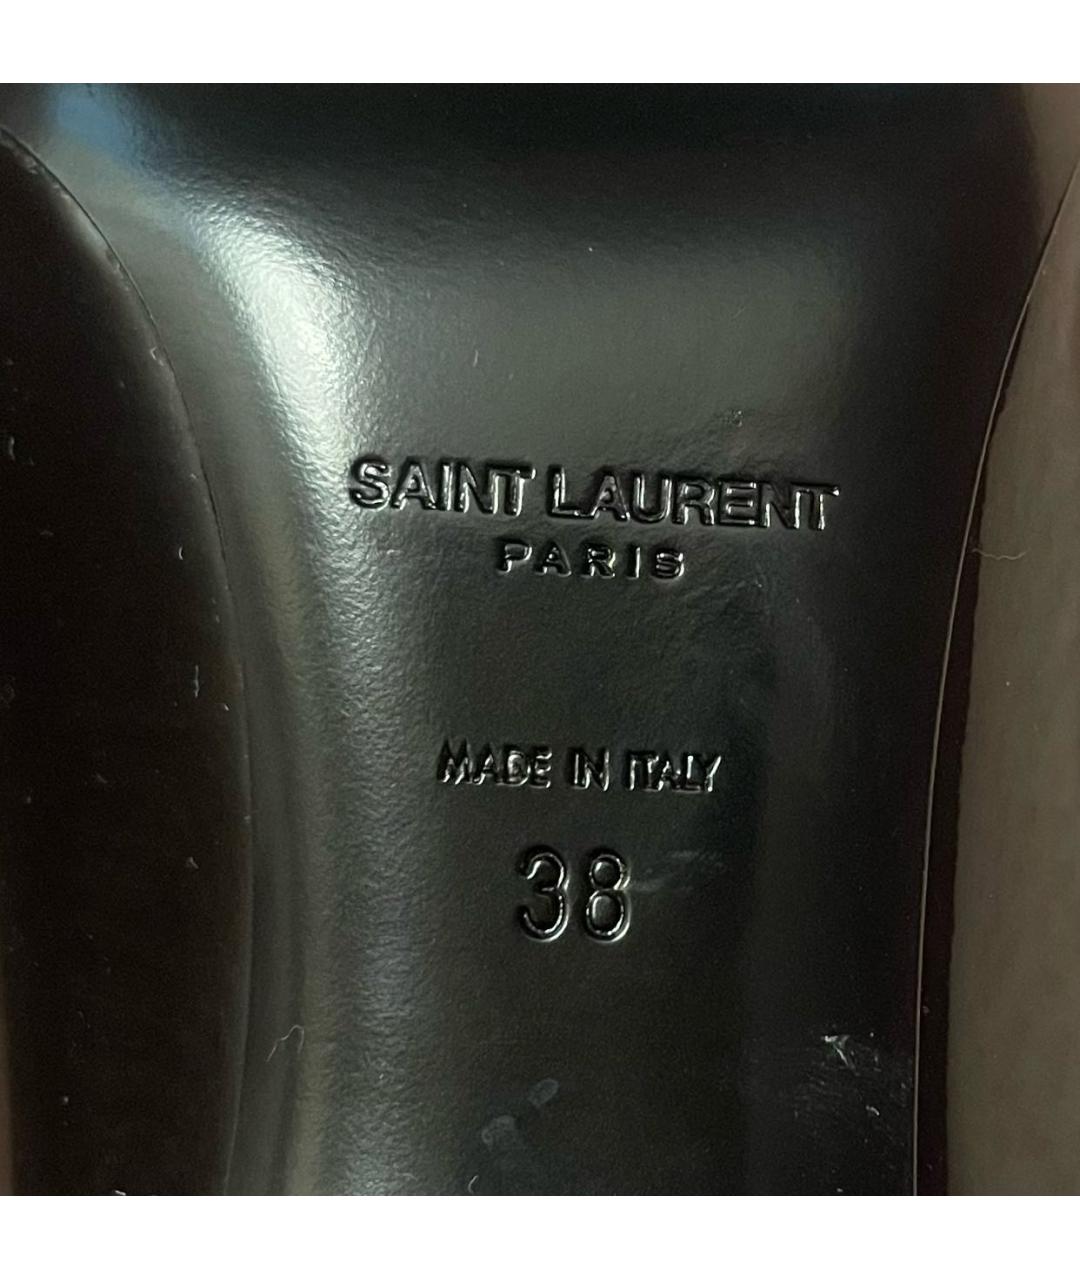 SAINT LAURENT
PARIS
MADE IN ITALY
38